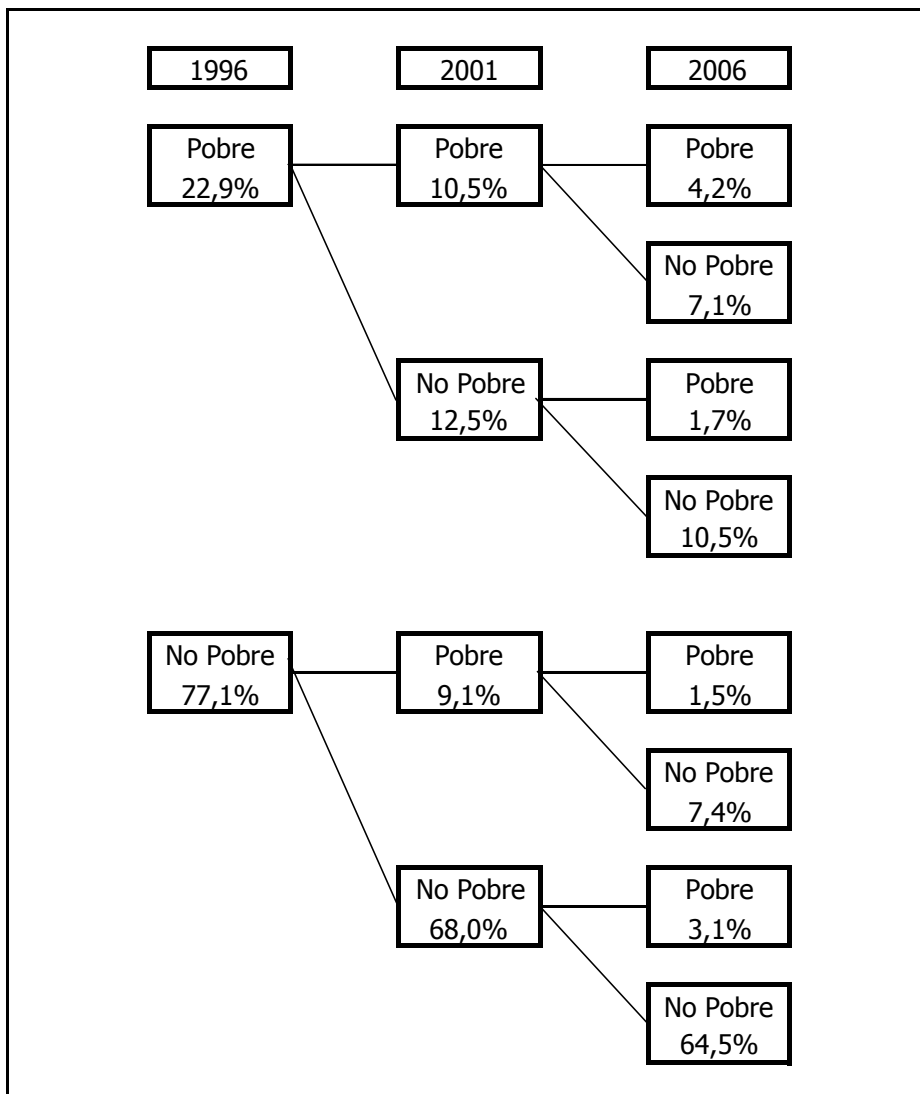 1996
2001
2006
Pobre
22,9%
Pobre
10,5%
Pobre
4,2%
No Pobre
7,1%
No Pobre
12,5%
Pobre
1,7%
No Pobre
10,5%
No Pobre
77,1%
Pobre
9,1%
Pobre
1,5%
No Pobre
7,4%
No Pobre
68,0%
Pobre
3,1%
No Pobre
64,5%